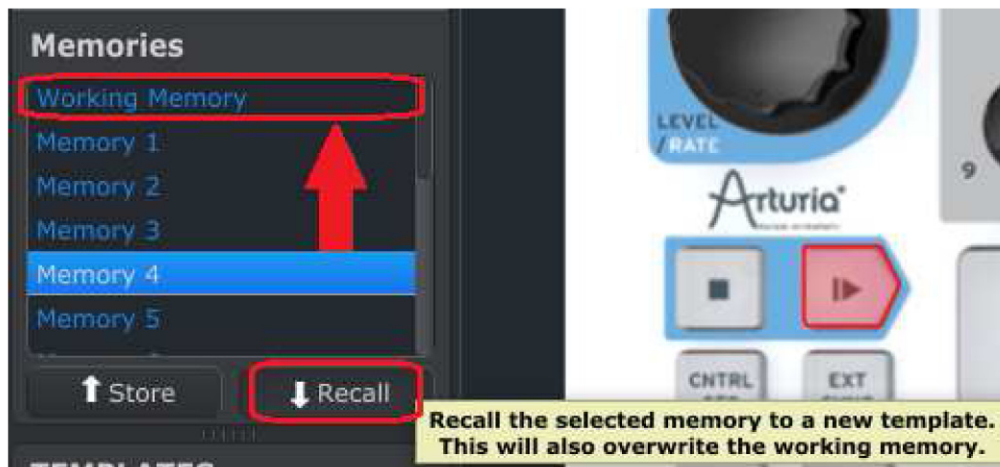 Memories
Working Memory
Memory 1
Memory 2
Memory 3
Memory 4
Memory 5
Store
Recall
TEMPLATES
LEVEL
/RATE
Arturia
9
CNTRL
EXT
Recall the selected memory to a new template.
This will also overwrite the working memory.